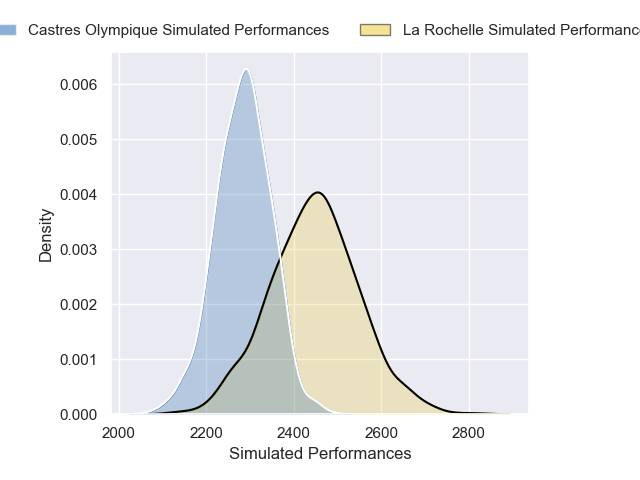 Castres Olympique Simulated Performances La Rochelle Simulated Performance
0.006
0.005
0.004
0.003
0.002
0.001
0.000
Density
2000 2200 2400 2600 2800
Simulated Performances